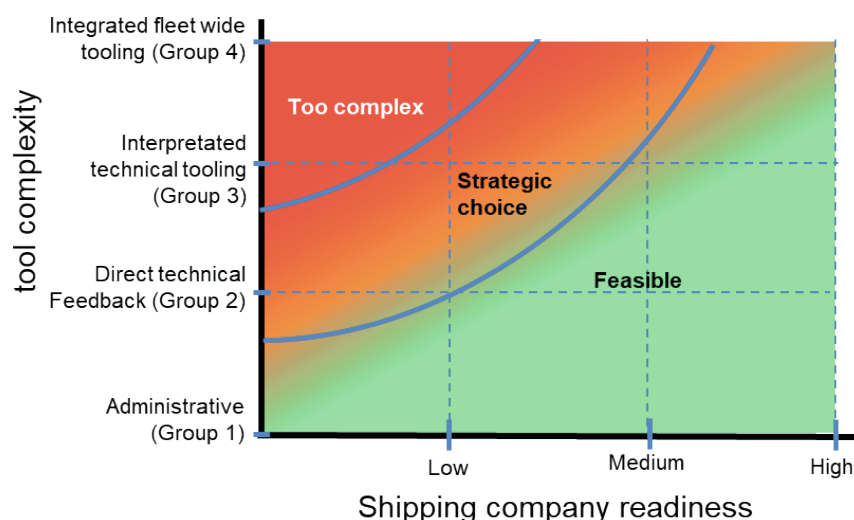 Integrated fleet wide
tooling (Group 4)
Too complex
tool complexity
Interpretated
technical tooling
(Group 3)
Strategic
choice
Direct technical
Feedback (Group 2)
Feasible
Administrative
(Group 1)
Low
Medium
High
Shipping company readiness